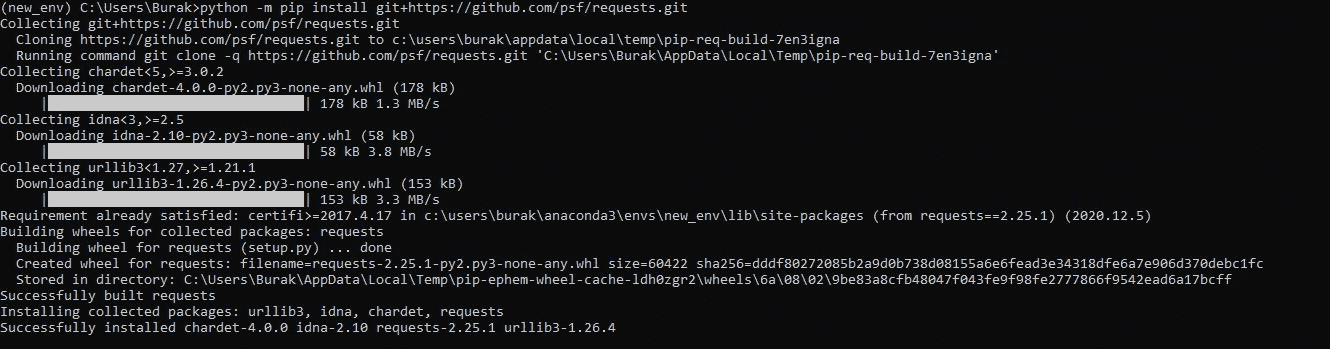 (new_env) C:\Users\Burak>python -m pip install git+https://github.com/psf/requests.git
Collecting git+https://github.com/psf/requests.git
  Cloning https://github.com/psf/requests.git to c:\users\burak\appdata\local\temp\pip-req-build-7en3igna
  Running command git clone -q https://github.com/psf/requests.git 'C:\Users\Burak\AppData\Local\Temp\pip-req-build-7en3igna'
Collecting chardet<5,>=3.0.2
  Downloading chardet-4.0.0-py2.py3-none-any.whl (178 kB)
     |████████████████████████████████| 178 kB 1.3 MB/s
Collecting idna<3,>=2.5
  Downloading idna-2.10-py2.py3-none-any.whl (58 kB)
     |████████████████████████████████| 58 kB 3.8 MB/s
Collecting urllib3<1.27,>=1.21.1
  Downloading urllib3-1.26.4-py2.py3-none-any.whl (153 kB)
     |████████████████████████████████| 153 kB 3.3 MB/s
Requirement already satisfied: certifi>=2017.4.17 in c:\users\burak\anaconda3\envs\new_env\lib\site-packages (from requests==2.25.1) (2020.12.5)
Building wheels for collected packages: requests
  Building wheel for requests (setup.py) ... done
  Created wheel for requests: filename=requests-2.25.1-py2.py3-none-any.whl size=60422 sha256=dddf80272085b2a9d0b738d08155a6e6fead3e34318dfe6a7e906d370debc1fc
  Stored in directory: C:\Users\Burak\AppData\Local\Temp\pip-ephem-wheel-cache-ldh0zgr2\wheels\6a\08\02\9be83a8cfb48047f043fe9f98fe2777866f9542ead6a17bcff
Successfully built requests
Installing collected packages: urllib3, idna, chardet, requests
Successfully installed chardet-4.0.0 idna-2.10 requests-2.25.1 urllib3-1.26.4